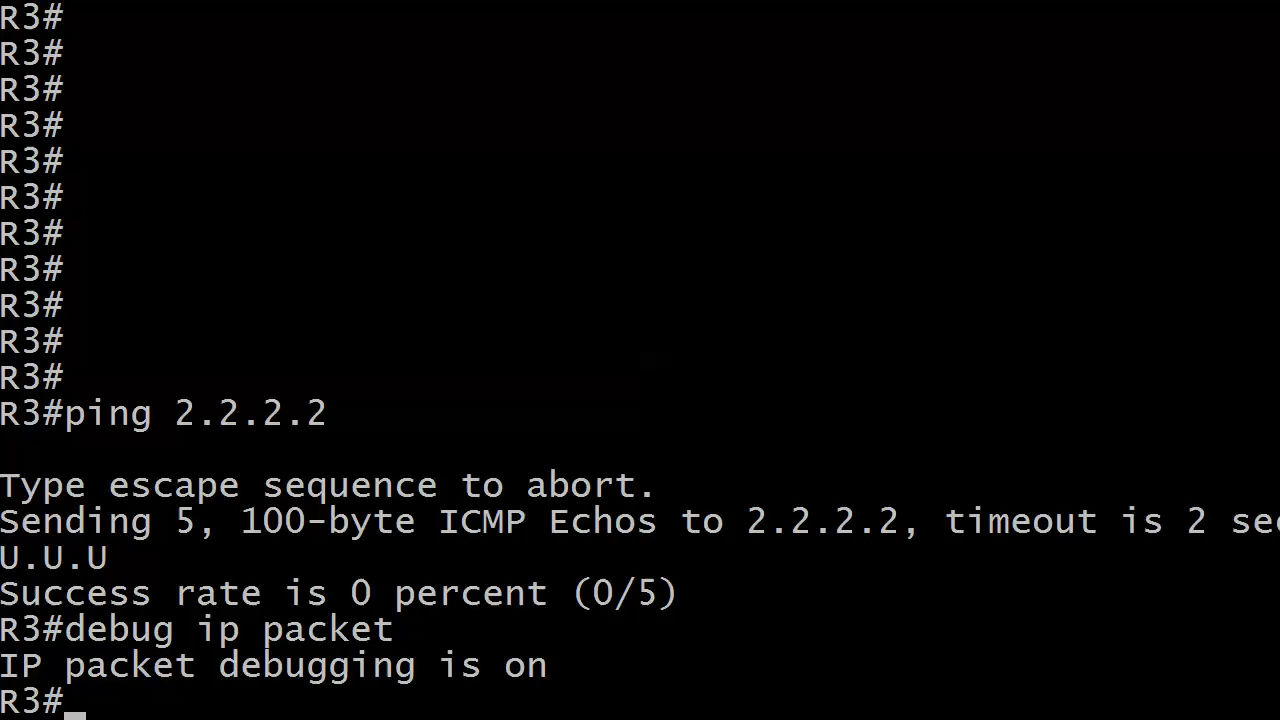 R3#
R3#
R3#
R3#
R3#
R3#
R3#
R3#
R3#
R3#
R3#
R3#ping 2.2.2.2
Type escape sequence to abort.
Sending 5, 100-byte ICMP Echos to 2.2.2.2, timeout is 2 sec
U.U.U
Success rate is 0 percent (0/5)
R3#debug ip packet
IP packet debugging is on
R3#